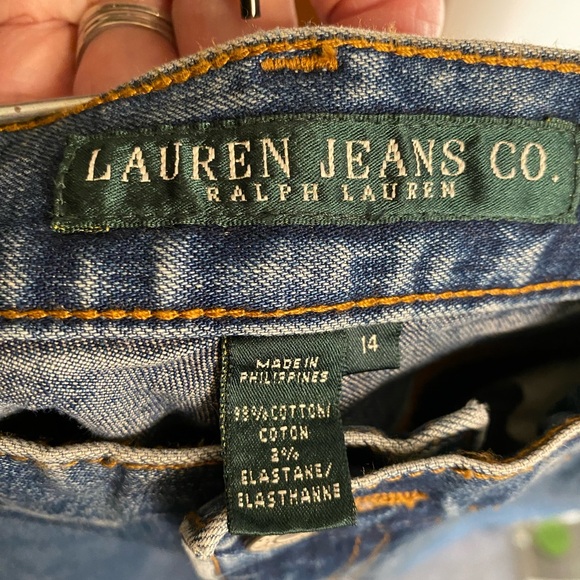 LAUREN JEANS CO.
RALPH LAUREN
14
MADE IN
PHILIPPINES
98% COTTON/
COTON
2%
ELASTANE/
ELASTHANNE